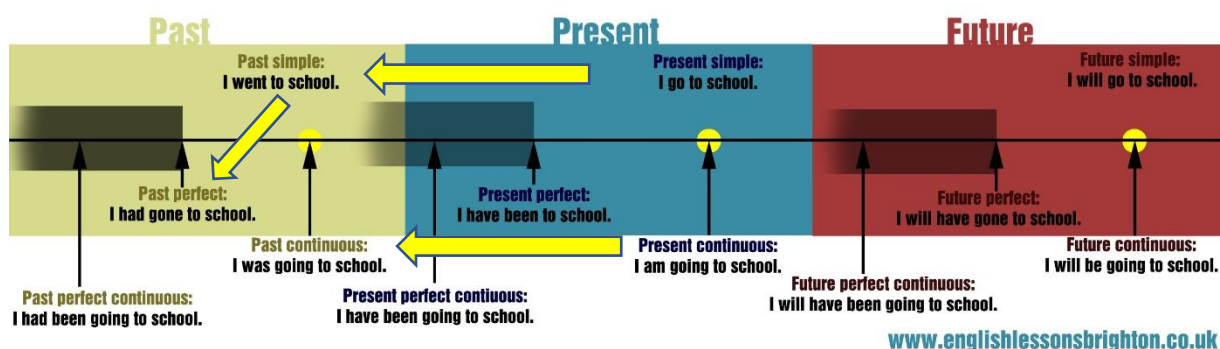 Past
Present
Future
Past simple:
I went to school.
Present simple:
I go to school.
Future simple:
I will go to school.
Past perfect:
I had gone to school.
Present perfect:
I have been to school.
Future perfect:
I will have gone to school.
Past continuous:
I was going to school.
Present continuous:
I am going to school.
Future continuous:
I will be going to school.
Past perfect continuous:
I had been going to school.
Present perfect contiuous:
I have been going to school.
Future perfect continuous:
I will have been going to school.
www.englishlessonsbrighton.co.uk